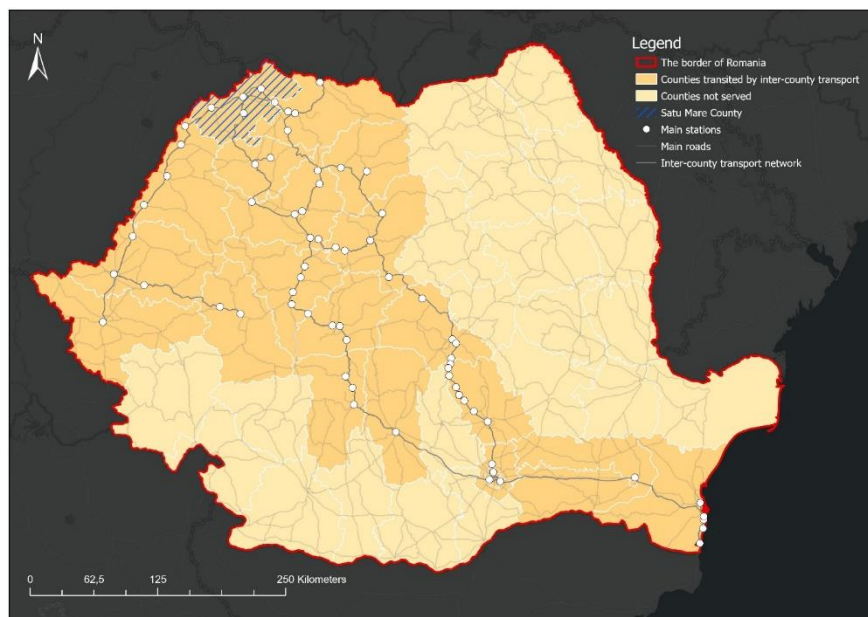 N
Legend
The border of Romania
Counties transited by inter-county transport
Counties not served
Satu Mare County
Main stations
Main roads
Inter-county transport network
0 62,5 125 250 Kilometers